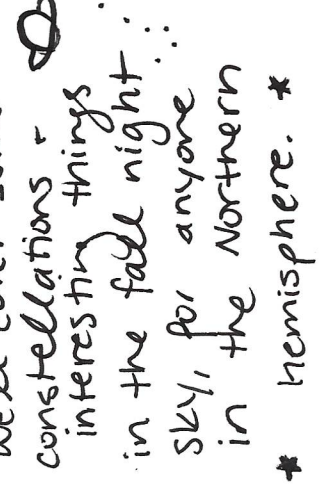 constellations +
interesting things
in the fall night
sky, for anyone
in the Northern
hemisphere.